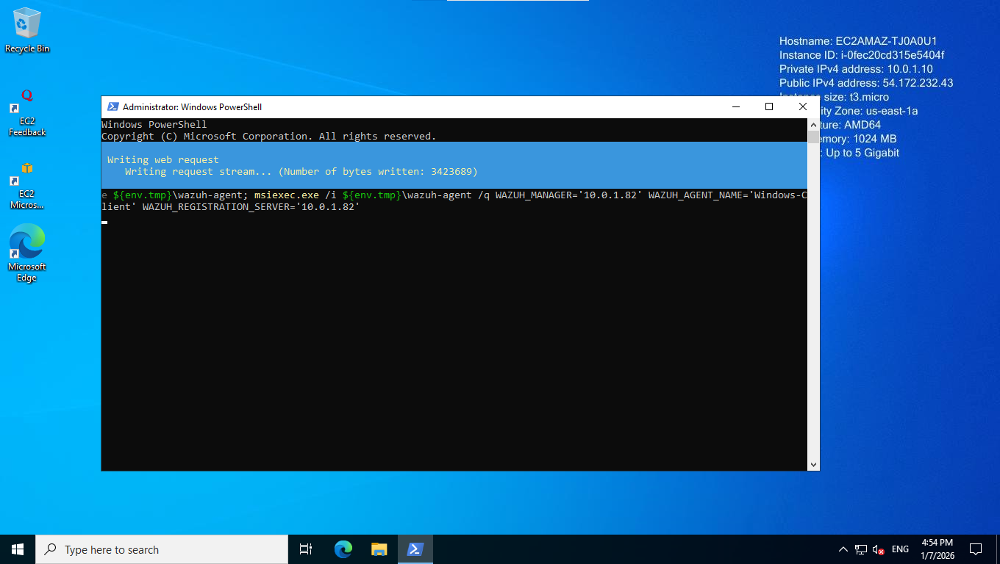 Recycle Bin
EC2
Feedback
EC2
Micros...
Microsoft
Edge
Hostname: EC2AMAZ-TJ0A0U1
Instance ID: i-0fec20cd315e5404f
Private IPv4 address: 10.0.1.10
Public IPv4 address: 54.172.232.43
Instance size: t3.micro
ity Zone: us-east-1a
ture: AMD64
emory: 1024 MB
: Up to 5 Gigabit
Administrator: Windows PowerShell
Windows PowerShell
Copyright (C) Microsoft Corporation. All rights reserved.
Writing web request
Writing request stream... (Number of bytes written: 3423689)
e ${env.tmp}\wazuh-agent; msiexec.exe /i ${env.tmp}\wazuh-agent /q WAZUH_MANAGER='10.0.1.82' WAZUH_AGENT_NAME='Windows-C
lient' WAZUH_REGISTRATION_SERVER='10.0.1.82'
Type here to search
ENG
4:54 PM
1/7/2026